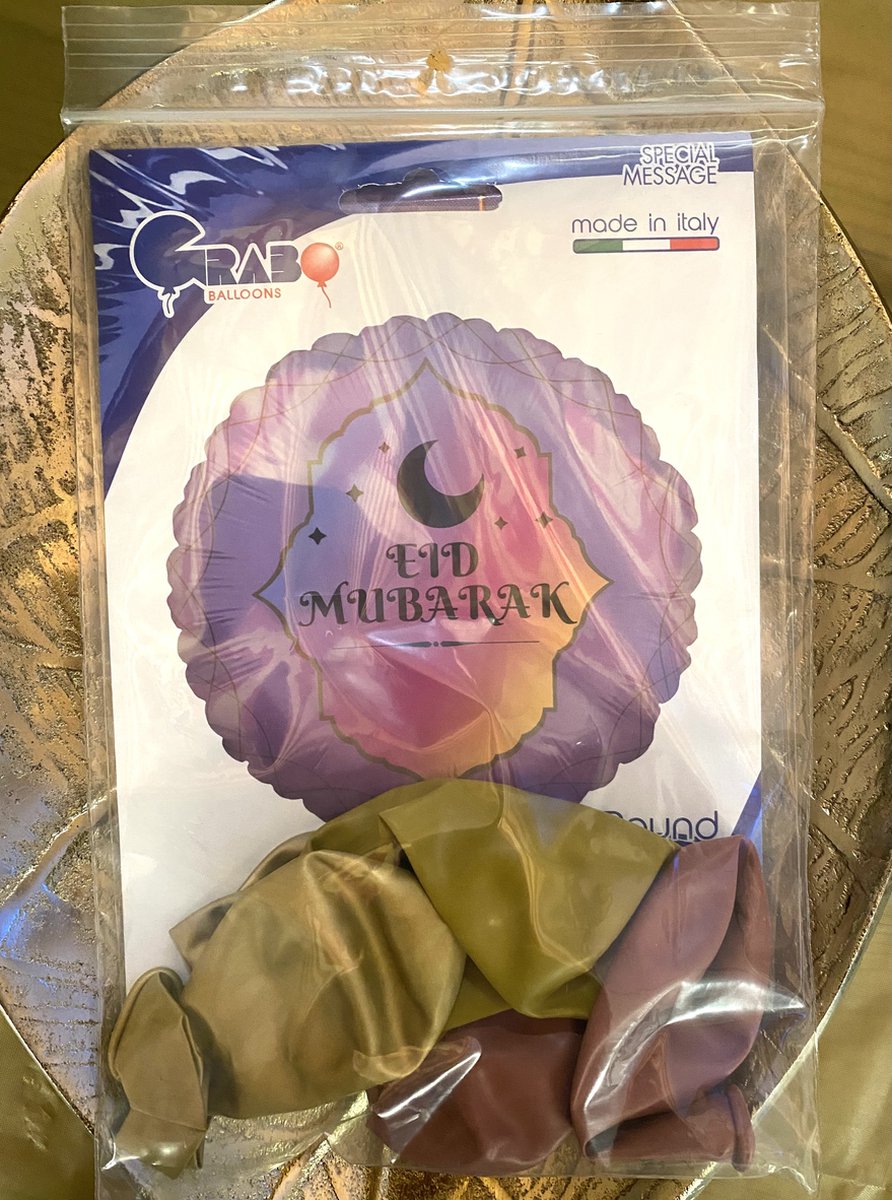 SPECIAL
MESSAGE
made in italy
GRABO®
BALLOONS
EID
MUBARAK